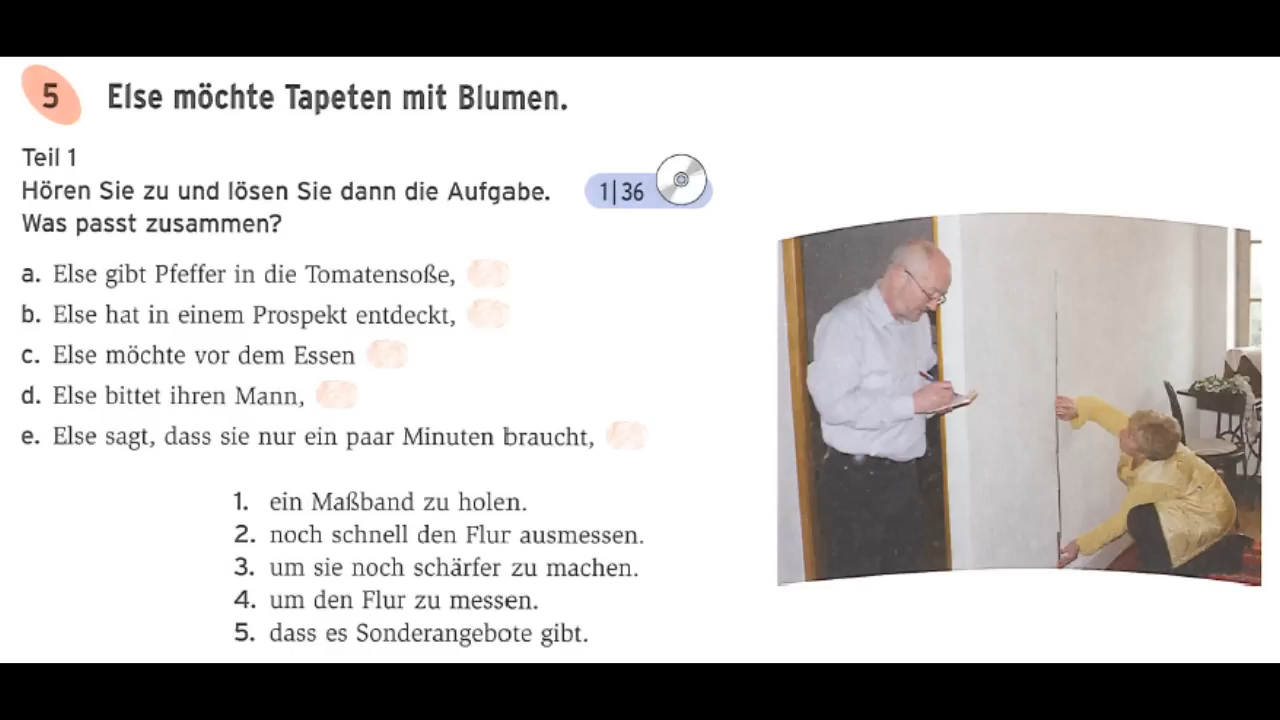 5 Else möchte Tapeten mit Blumen.
Teil 1
Hören Sie zu und lösen Sie dann die Aufgabe. 1|36
Was passt zusammen?
a. Else gibt Pfeffer in die Tomatensoße,
b. Else hat in einem Prospekt entdeckt,
c. Else möchte vor dem Essen
d. Else bittet ihren Mann,
e. Else sagt, dass sie nur ein paar Minuten braucht,
1. ein Maßband zu holen.
2. noch schnell den Flur ausmessen.
3. um sie noch schärfer zu machen.
4. um den Flur zu messen.
5. dass es Sonderangebote gibt.